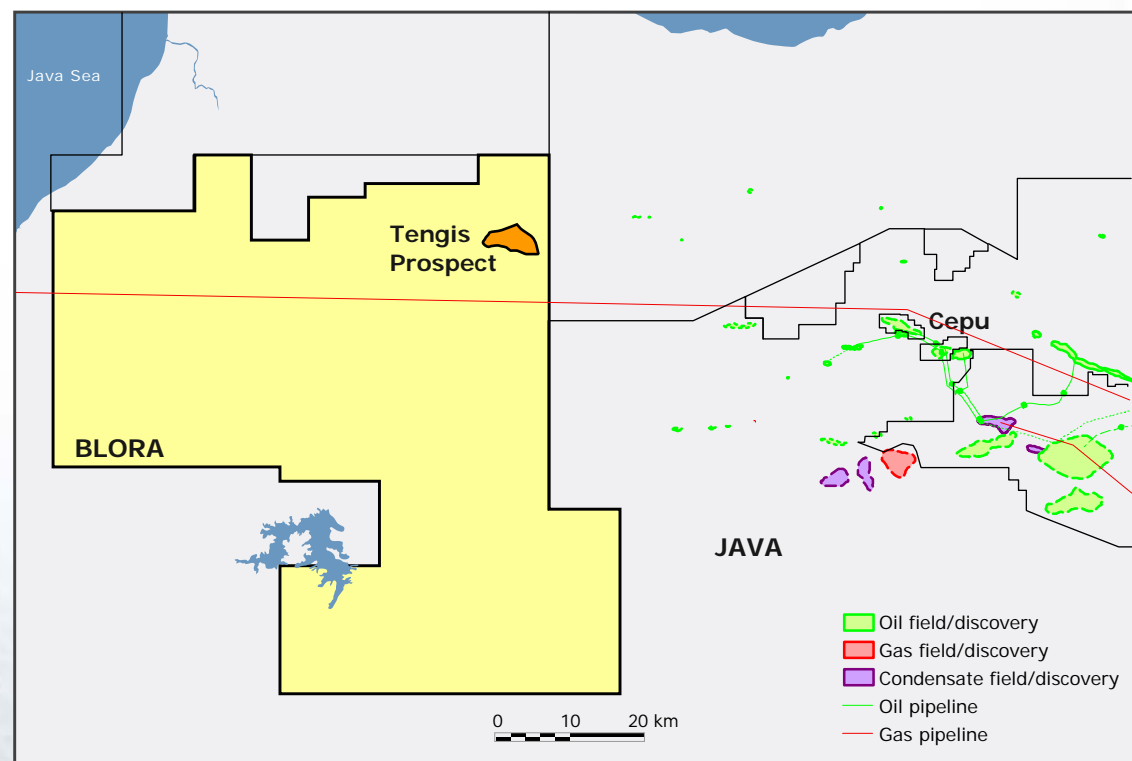 Java Sea
Tengis
Prospect
Cepu
BLORA
JAVA
Oil field/discovery
Gas field/discovery
Condensate field/discovery
Oil pipeline
Gas pipeline
0 10 20 km